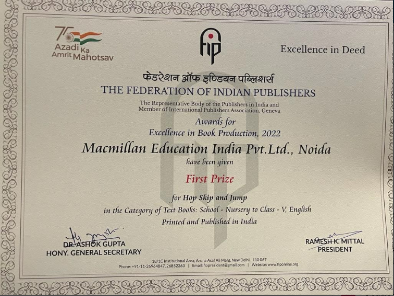 75
Azadi Ka
Amrit Mahotsav
fip
Excellence in Deed
फेडरेशन ऑफ इण्डियन पब्लिशर्स
THE FEDERATION OF INDIAN PUBLISHERS
The Representative Body of the Publishers in India and
Member of International Publishers Association, Geneva
Awards for
Excellence in Book Production, 2022
Macmillan Education India Pvt.Ltd., Noida
have been given
First Prize
for Hop Skip and Jump
in the Category of Text Books: School - Nursery to Class - V, English
Printed and Published in India
DR. ASHOK GUPTA
HONY. GENERAL SECRETARY
RAMESH K MITTAL
PRESIDENT